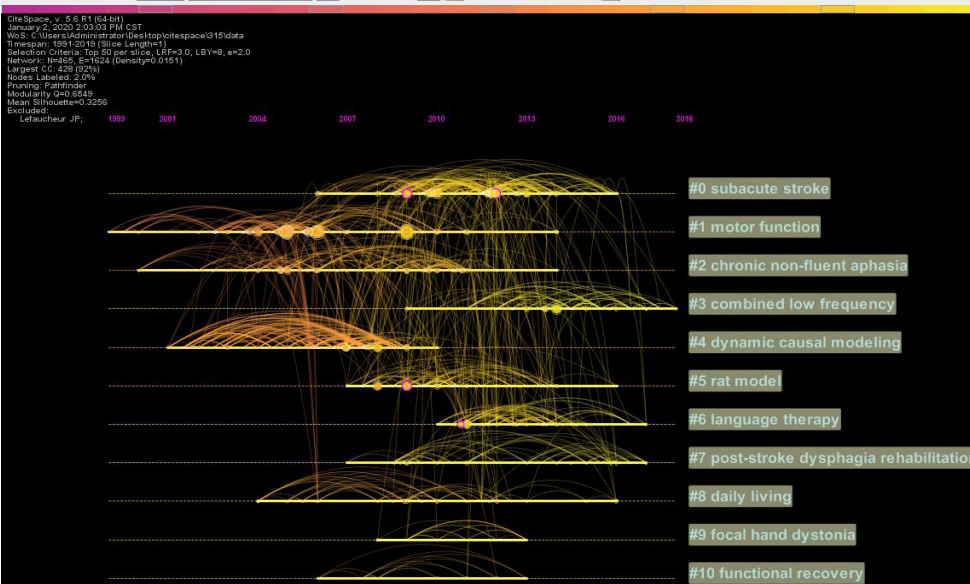 CiteSpace, v. 5.6.R1 (64-bit)
January 2, 2020 2:03:03 PM CST
WoS: C:\Users\Administrator\Desktop\citespace\315\data
Timespan: 1991-2019 (Slice Length=1)
Selection Criteria: Top 50 per slice, LRF=3.0, LBY=8, e=2.0
Network: N=465, E=1624 (Density=0.0151)
Largest CC: 428 (92%)
Nodes Labeled: 2.0%
Pruning: Pathfinder
Modularity Q=0.6549
Mean Silhouette=0.3256
Excluded:
Lefaucheur JP;
1999 2001 2004 2007 2010 2013 2016 2018
#0 subacute stroke
#1 motor function
#2 chronic non-fluent aphasia
#3 combined low frequency
#4 dynamic causal modeling
#5 rat model
#6 language therapy
#7 post-stroke dysphagia rehabilitatio
#8 daily living
#9 focal hand dystonia
#10 functional recovery